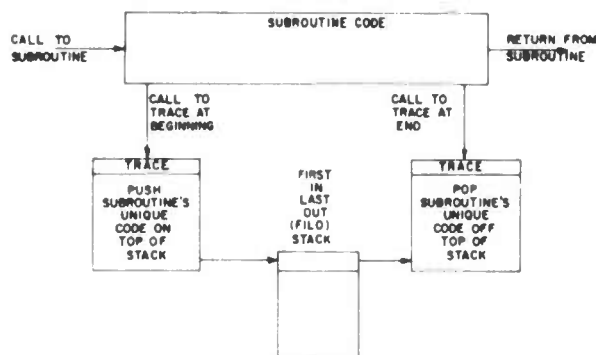 SUBROUTINE CODE
CALL TO
SUBROUTINE
RETURN FROM
SUBROUTINE
CALL TO
TRACE AT
BEGINNING
CALL TO
TRACE AT
END
TRACE
PUSH
SUBROUTINE'S
UNIQUE
CODE ON
TOP OF
STACK
FIRST
IN
LAST
OUT
(FILO)
STACK
TRACE
POP
SUBROUTINE'S
UNIQUE
CODE OFF
TOP OF
STACK